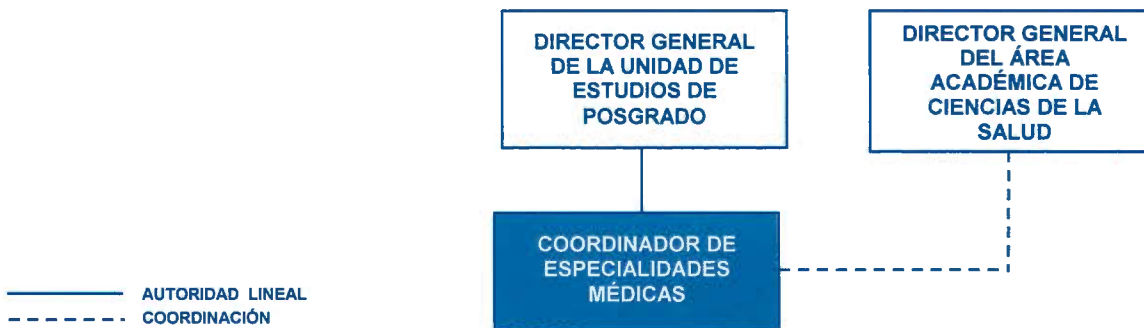 DIRECTOR GENERAL
DE LA UNIDAD DE
ESTUDIOS DE
POSGRADO
DIRECTOR GENERAL
DEL ÁREA
ACADÉMICA DE
CIENCIAS DE LA
SALUD
COORDINADOR DE
ESPECIALIDADES
MÉDICAS
AUTORIDAD LINEAL
COORDINACIÓN